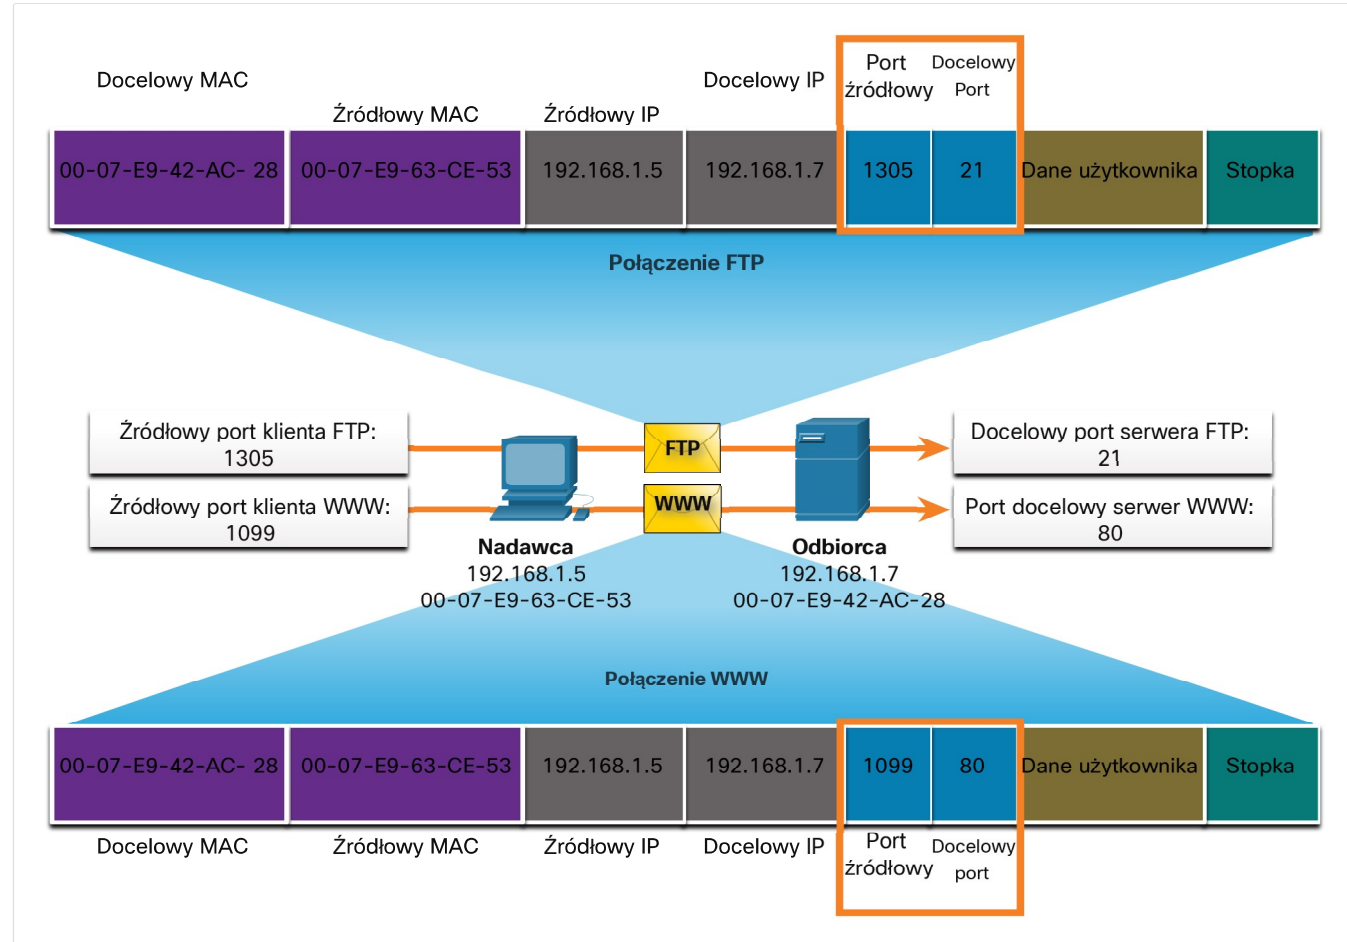 Docelowy MAC
Źródłowy MAC
Źródłowy IP
Docelowy IP
Port
źródłowy
Docelowy
Port
00-07-E9-42-AC- 28
00-07-E9-63-CE-53
192.168.1.5
192.168.1.7
1305
21
Dane użytkownika
Stopka
Połączenie FTP
Źródłowy port klienta FTP:
1305
FTP
Docelowy port serwera FTP:
21
Źródłowy port klienta WWW:
1099
WWW
Port docelowy serwer WWW:
80
Nadawca
192.168.1.5
00-07-E9-63-CE-53
Odbiorca
192.168.1.7
00-07-E9-42-AC-28
Połączenie WWW
00-07-E9-42-AC- 28
00-07-E9-63-CE-53
192.168.1.5
192.168.1.7
1099
80
Dane użytkownika
Stopka
Docelowy MAC
Źródłowy MAC
Źródłowy IP
Docelowy IP
Port
źródłowy
Docelowy
port